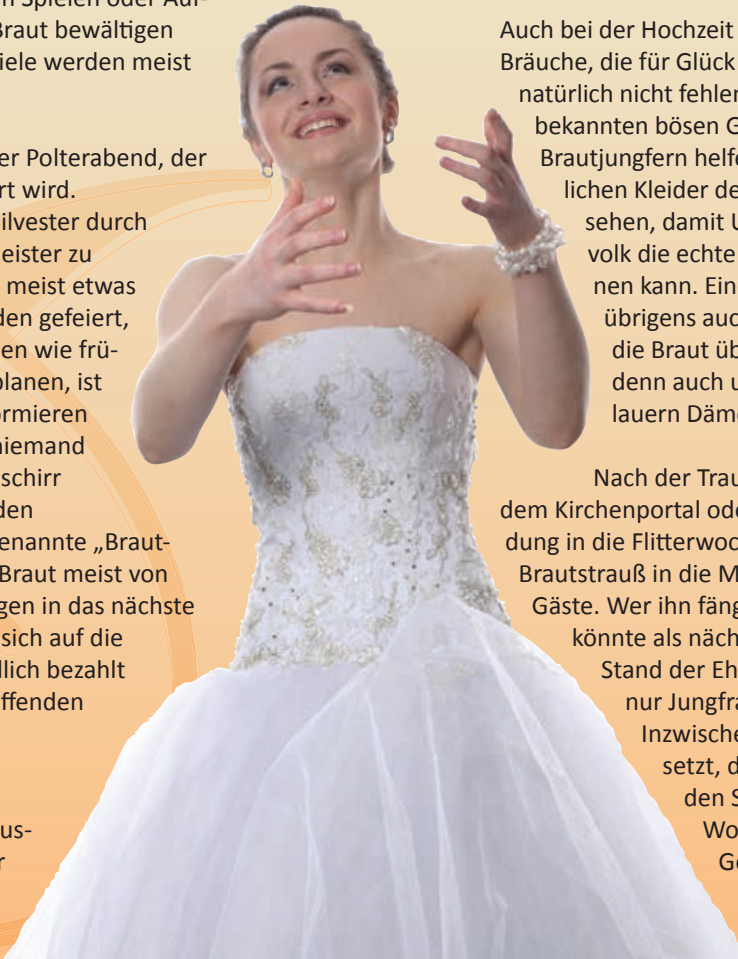 n Spielen oder Auf-
Braut bewältigen
iele werden meist
er Polterabend, der
rt wird.
ilvester durch
eister zu
meist etwas
den gefeiert,
en wie frü-
planen, ist
ormieren
niemand
schirr
den
enannte „Braut-
Braut meist von
gen in das nächste
sich auf die
dlich bezahlt
ffenden
us-
r
Auch bei der Hochzeit
Bräuche, die für Glück
natürlich nicht fehlen
bekannten bösen G
Brautjungfern helfe
lichen Kleider de
sehen, damit U
volk die echte
nen kann. Ein
übrigens auc
die Braut üb
denn auch u
lauern Däm
Nach der Trau
dem Kirchenportal ode
dung in die Flitterwoc
Brautstrauß in die M
Gäste. Wer ihn fäng
könnte als näch
Stand der Eh
nur Jungfra
Inzwische
setzt, d
den S
Wo
Ge